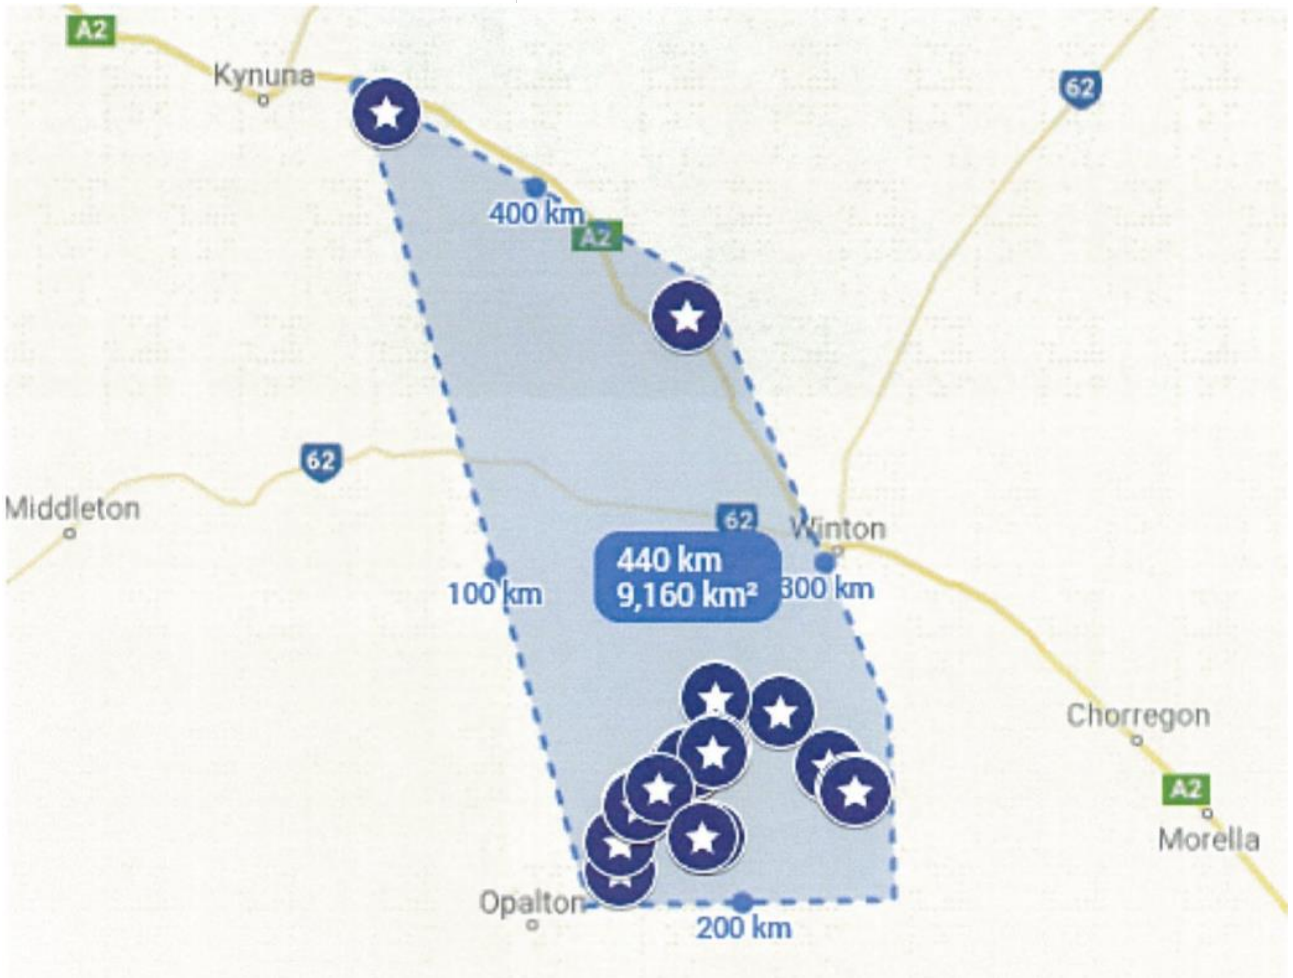 A2
62
Kynuna
400 km
A2
62
Middleton
62
Winton
440 km
9,160 km²
100 km
300 km
Chorregon
A2
Morella
Opalton
200 km